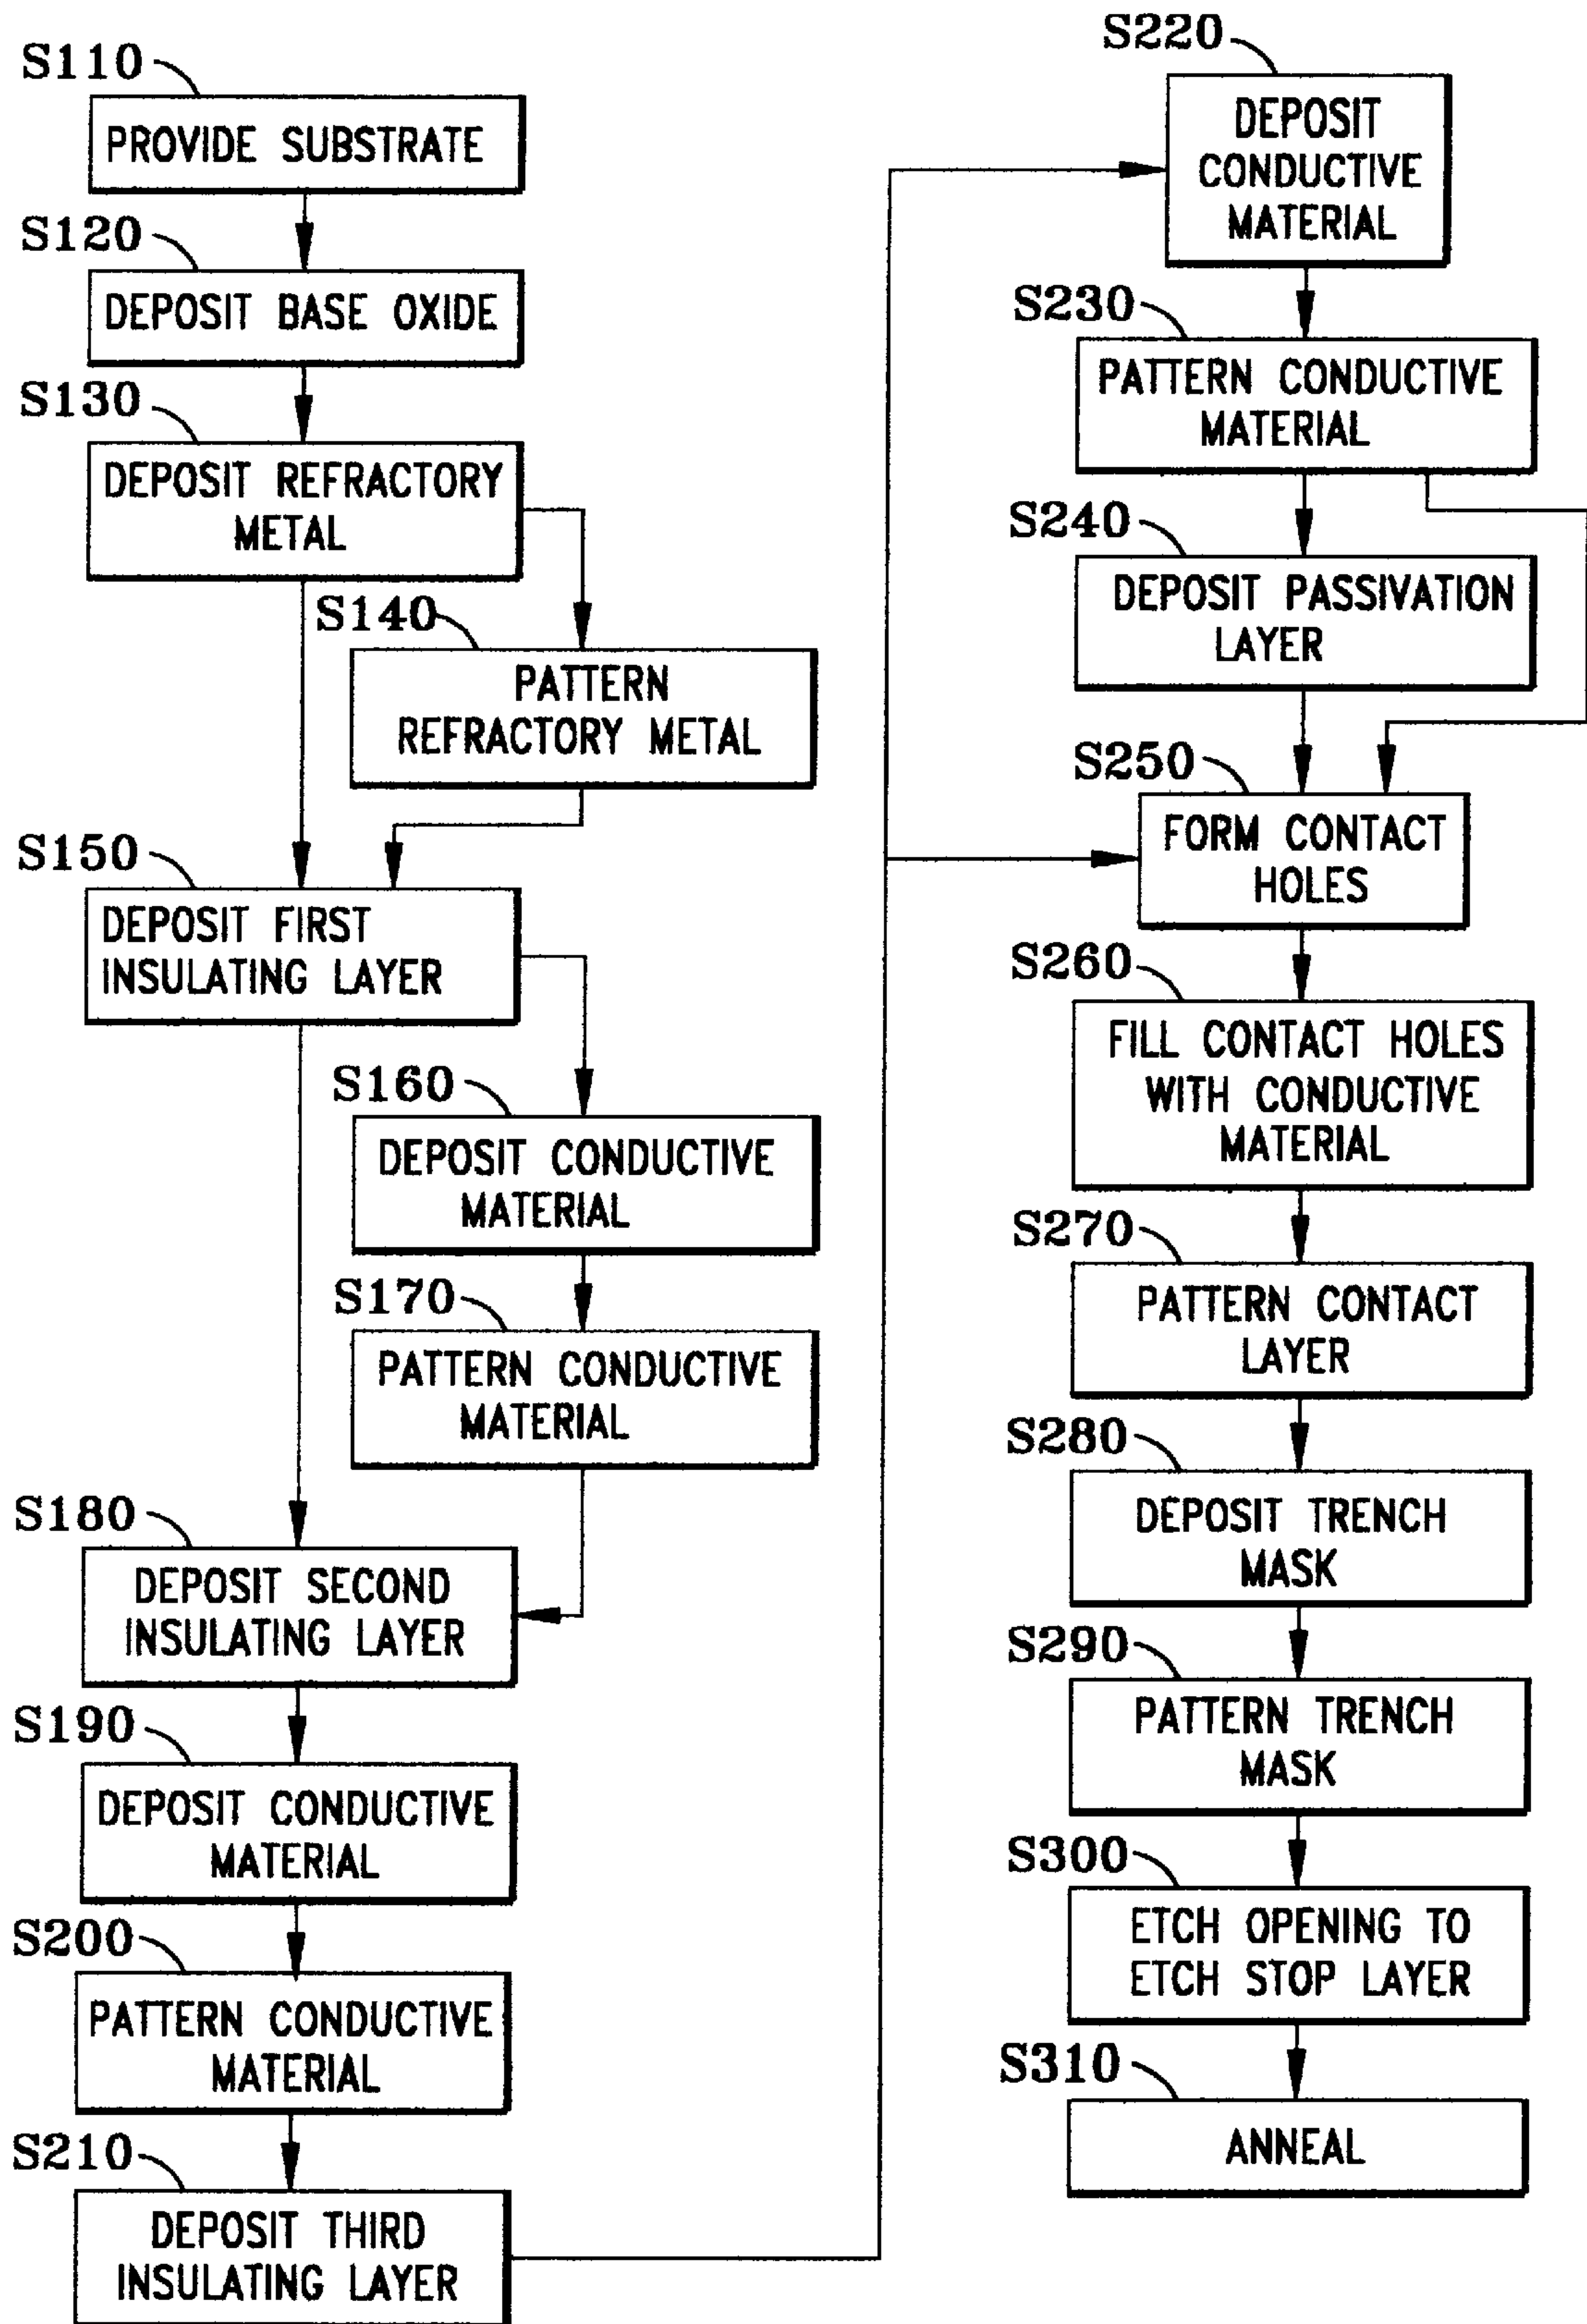 S110
PROVIDE SUBSTRATE
S120
DEPOSIT BASE OXIDE
S130
DEPOSIT REFRACTORY
METAL
S140
PATTERN
REFRACTORY METAL
S150
DEPOSIT FIRST
INSULATING LAYER
S160
DEPOSIT CONDUCTIVE
MATERIAL
S170
PATTERN CONDUCTIVE
MATERIAL
S180
DEPOSIT SECOND
INSULATING LAYER
S190
DEPOSIT CONDUCTIVE
MATERIAL
S200
PATTERN CONDUCTIVE
MATERIAL
S210
DEPOSIT THIRD
INSULATING LAYER
S220
DEPOSIT
CONDUCTIVE
MATERIAL
S230
PATTERN CONDUCTIVE
MATERIAL
S240
DEPOSIT PASSIVATION
LAYER
S250
FORM CONTACT
HOLES
S260
FILL CONTACT HOLES
WITH CONDUCTIVE
MATERIAL
S270
PATTERN CONTACT
LAYER
S280
DEPOSIT TRENCH
MASK
S290
PATTERN TRENCH
MASK
S300
ETCH OPENING TO
ETCH STOP LAYER
S310
ANNEAL